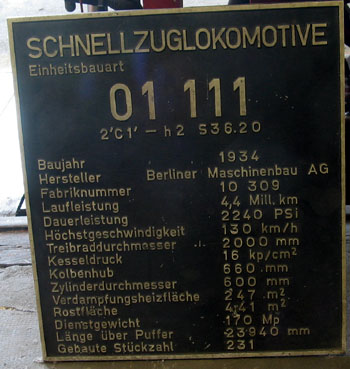 SCHNELLZUGLOKOMOTIVE
Einheitsbauart
01 111
2'C1' – h2 S36.20
Baujahr 1934
Hersteller Berliner Maschinenbau AG
Fabriknummer 10 309
Laufleistung 4,4 Mill. km
Dauerleistung 2240 PSi
Höchstgeschwindigkeit 130 km/h
Treibraddurchmesser 2000 mm
Kesseldruck 16 kp/cm²
Kolbenhub 660 mm
Zylinderdurchmesser 600 mm
Verdampfungsheizfläche 247 m²
Rostfläche 4,41 m²
Dienstgewicht 170 Mp
Länge über Puffer 23940 mm
Gebaute Stückzahl 231